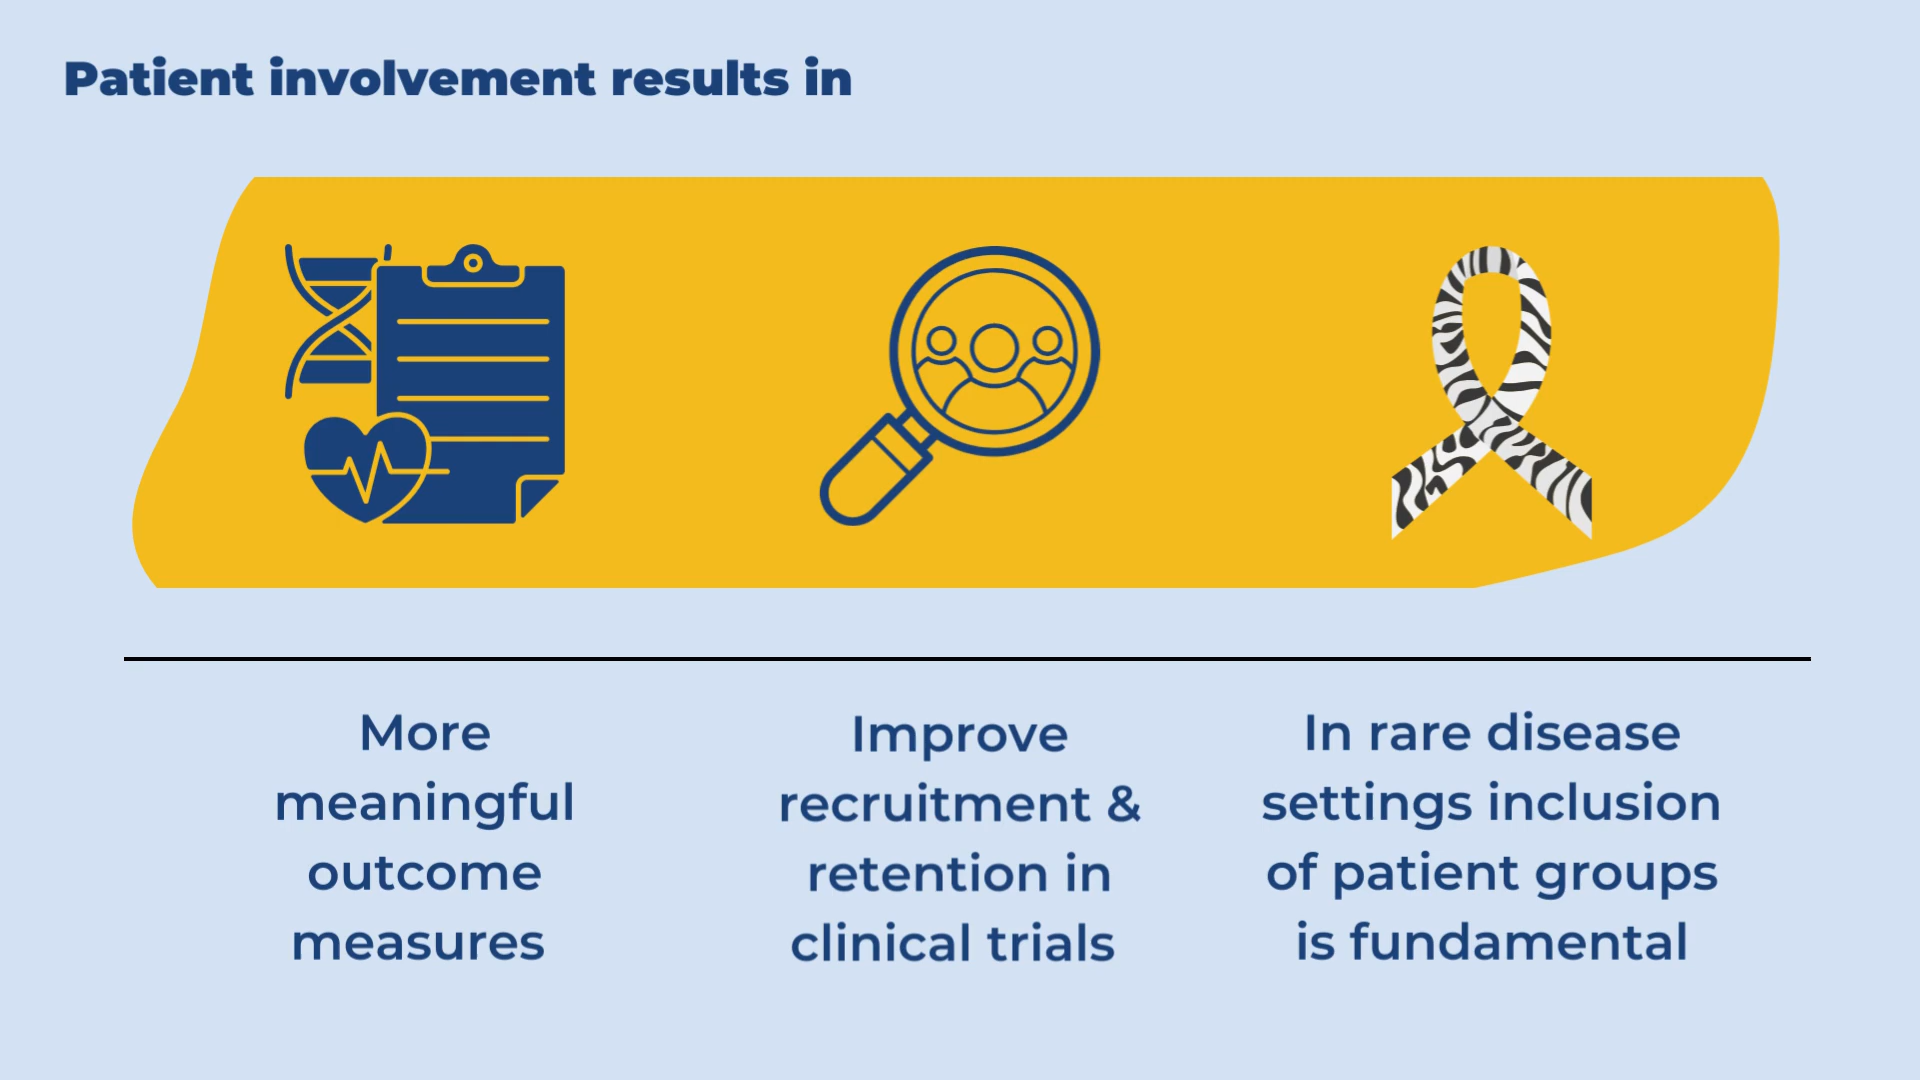 Patient involvement results in
More
meaningful
outcome
measures
Improve
recruitment &
retention in
clinical trials
In rare disease
settings inclusion
of patient groups
is fundamental